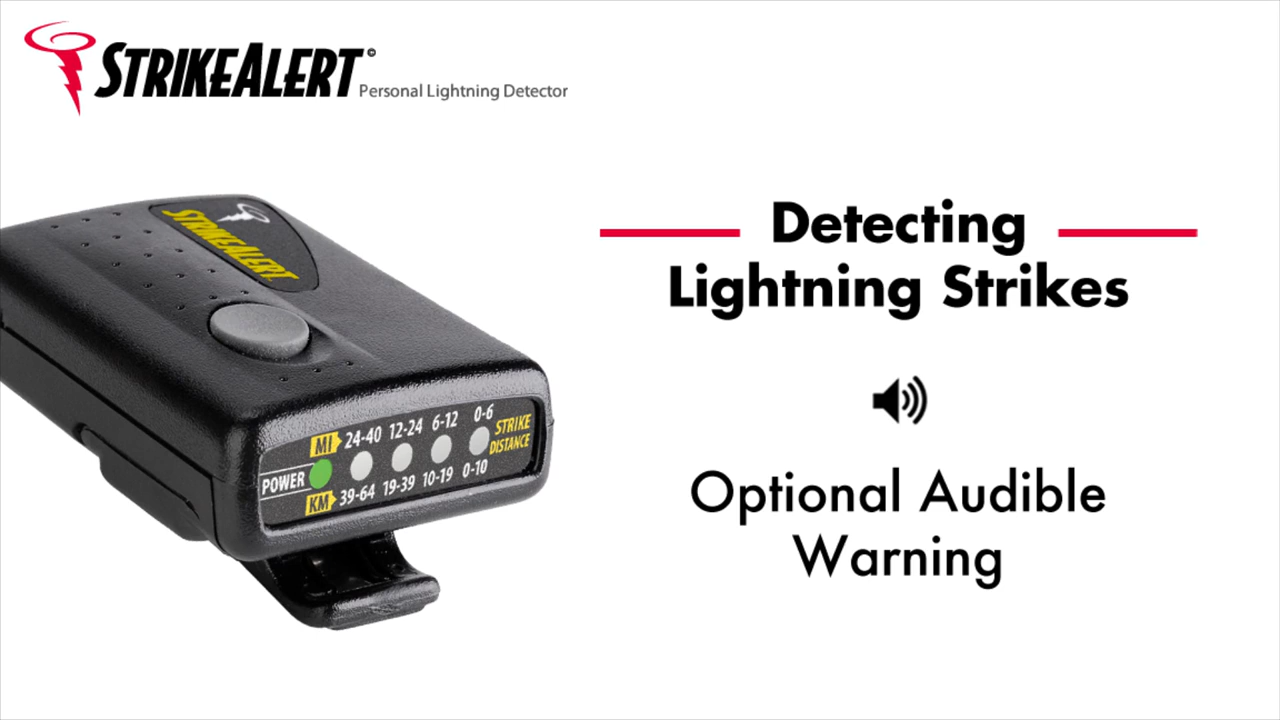 STRIKEALERT©
Personal Lightning Detector
STRIKEALERT
Detecting
Lightning Strikes
Optional Audible
Warning
MI 24-40 12-24 6-12 0-6 STRIKE
DISTANCE
POWER
KM 39-64 19-39 10-19 0-10